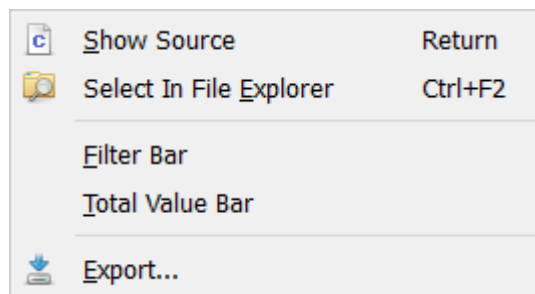 c
Show Source Return
Select In File Explorer Ctrl+F2
Filter Bar
Total Value Bar
Export...